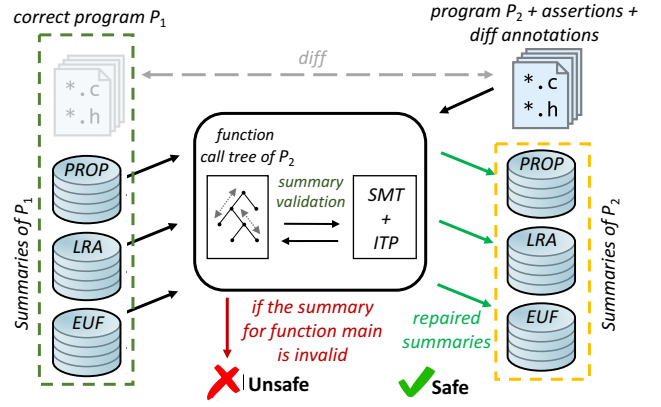 correct program P1
program P2 + assertions +
diff annotations
diff
*.c
*.h
*.c
*.h
function
call tree of P2
summary
validation
SMT
+
ITP
PROP
LRA
EUF
Summaries of P1
PROP
LRA
EUF
Summaries of P2
if the summary
for function main
is invalid
repaired
summaries
Unsafe
Safe